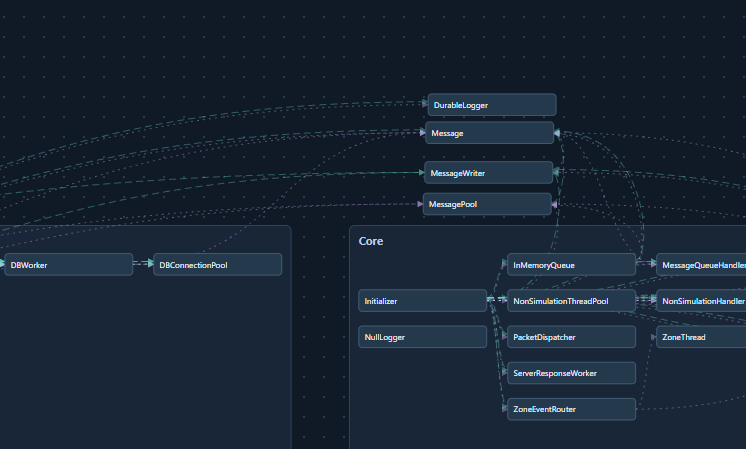 DurableLogger
Message
MessageWriter
MessagePool
Core
DBWorker
DBConnectionPool
InMemoryQueue
MessageQueueHandler
Initializer
NonSimulationThreadPool
NonSimulationHandler
NullLogger
PacketDispatcher
ZoneThread
ServerResponseWorker
ZoneEventRouter